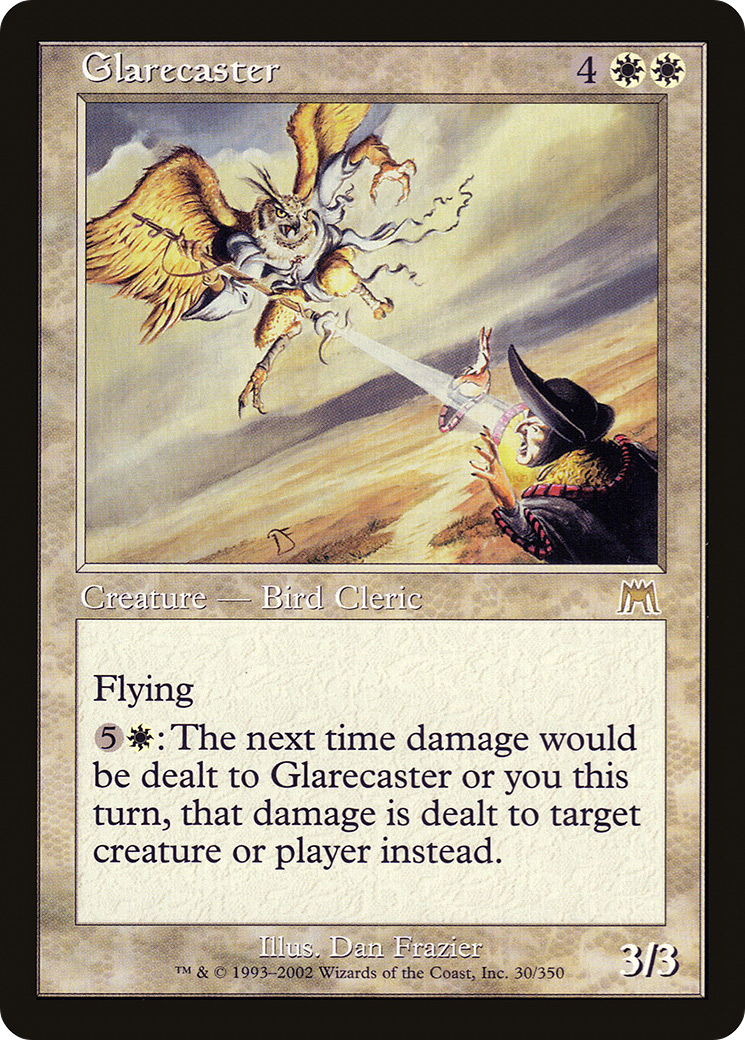 Glarecaster 4
DF
Creature — Bird Cleric
Flying
5 : The next time damage would
be dealt to Glarecaster or you this
turn, that damage is dealt to target
creature or player instead.
Illus. Dan Frazier
™ & © 1993–2002 Wizards of the Coast, Inc. 30/350
3/3